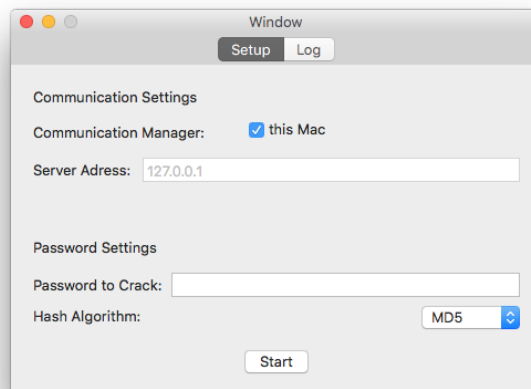 Window
Setup Log
Communication Settings
Communication Manager: this Mac
Server Adress: 127.0.0.1
Password Settings
Password to Crack:
Hash Algorithm: MD5
Start